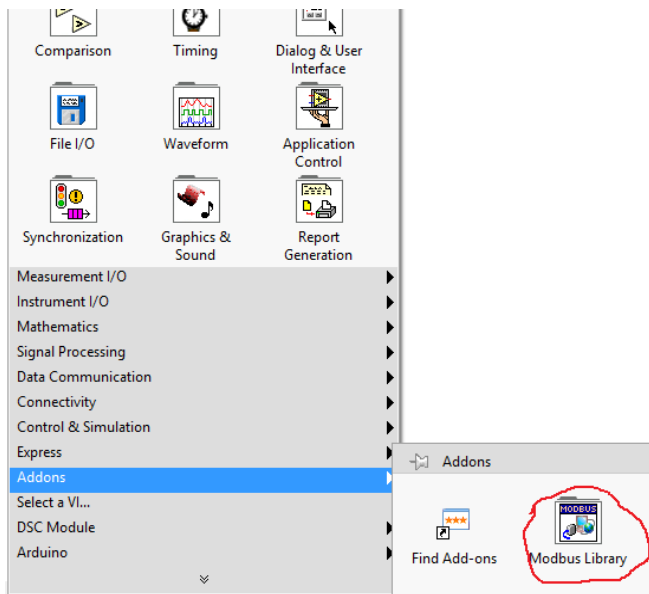 Comparison
Timing
Dialog & User
Interface
File I/O
Waveform
Application
Control
Synchronization
Graphics &
Sound
Report
Generation
Measurement I/O
Instrument I/O
Mathematics
Signal Processing
Data Communication
Connectivity
Control & Simulation
Express
Addons
Select a VI...
DSC Module
Arduino
Addons
MODBUS
Find Add-ons
Modbus Library